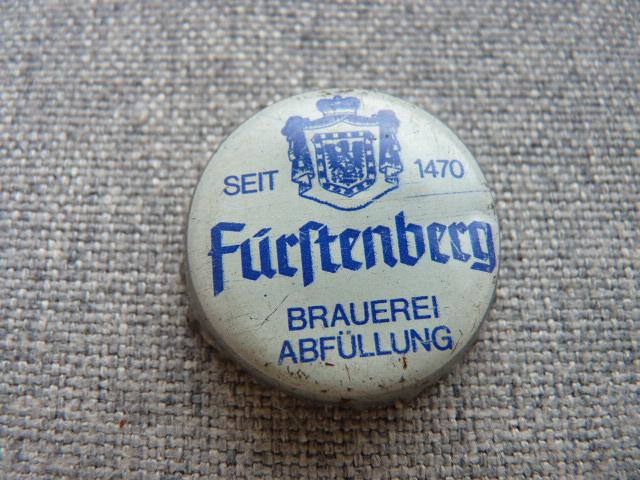 SEIT 1470
Fürstenberg
BRAUEREI
ABFÜLLUNG